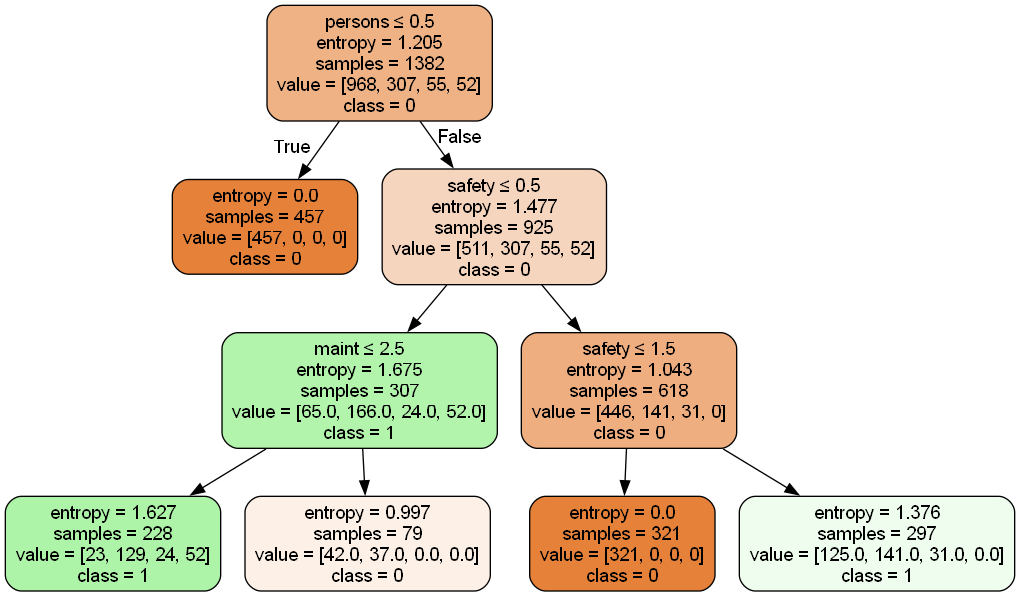 persons ≤ 0.5
entropy = 1.205
samples = 1382
value = [968, 307, 55, 52]
class = 0
True
False
entropy = 0.0
samples = 457
value = [457, 0, 0, 0]
class = 0
safety ≤ 0.5
entropy = 1.477
samples = 925
value = [511, 307, 55, 52]
class = 0
maint ≤ 2.5
entropy = 1.675
samples = 307
value = [65.0, 166.0, 24.0, 52.0]
class = 1
safety ≤ 1.5
entropy = 1.043
samples = 618
value = [446, 141, 31, 0]
class = 0
entropy = 1.627
samples = 228
value = [23, 129, 24, 52]
class = 1
entropy = 0.997
samples = 79
value = [42.0, 37.0, 0.0, 0.0]
class = 0
entropy = 0.0
samples = 321
value = [321, 0, 0, 0]
class = 0
entropy = 1.376
samples = 297
value = [125.0, 141.0, 31.0, 0.0]
class = 1